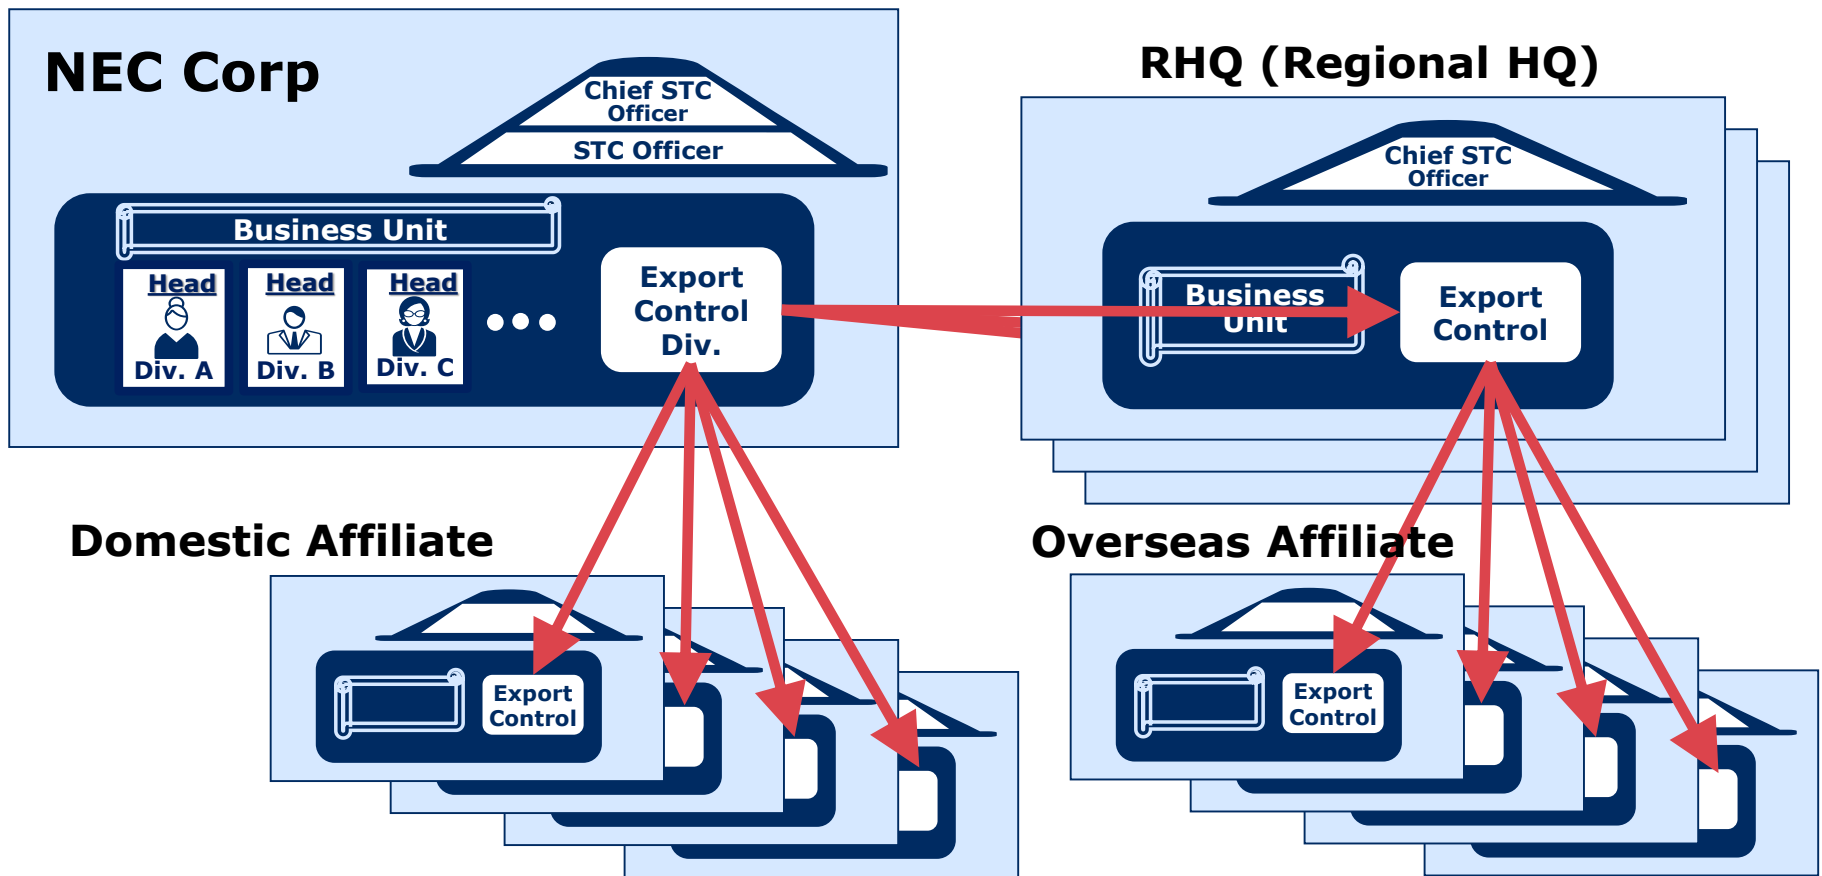 NEC Corp
Chief STC
Officer
STC Officer
Business Unit
Head
Div. A
Head
Div. B
Head
Div. C
Export
Control
Div.
RHQ (Regional HQ)
Chief STC
Officer
Business
Unit
Export
Control
Domestic Affiliate
Export
Control
Overseas Affiliate
Export
Control